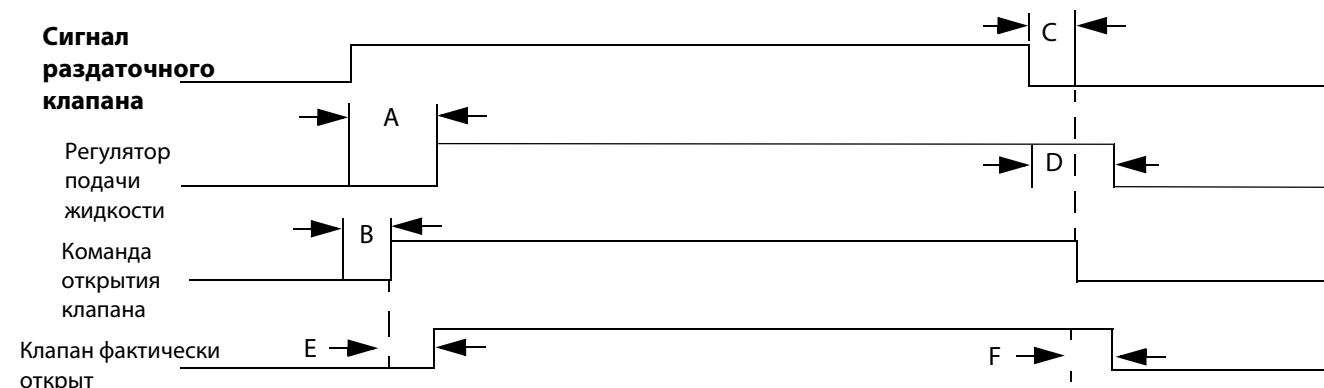 Сигнал
раздаточного
клапана
C
A
Регулятор
подачи
жидкости
D
B
Команда
открытия
клапана
Клапан фактически
открыт
E
F